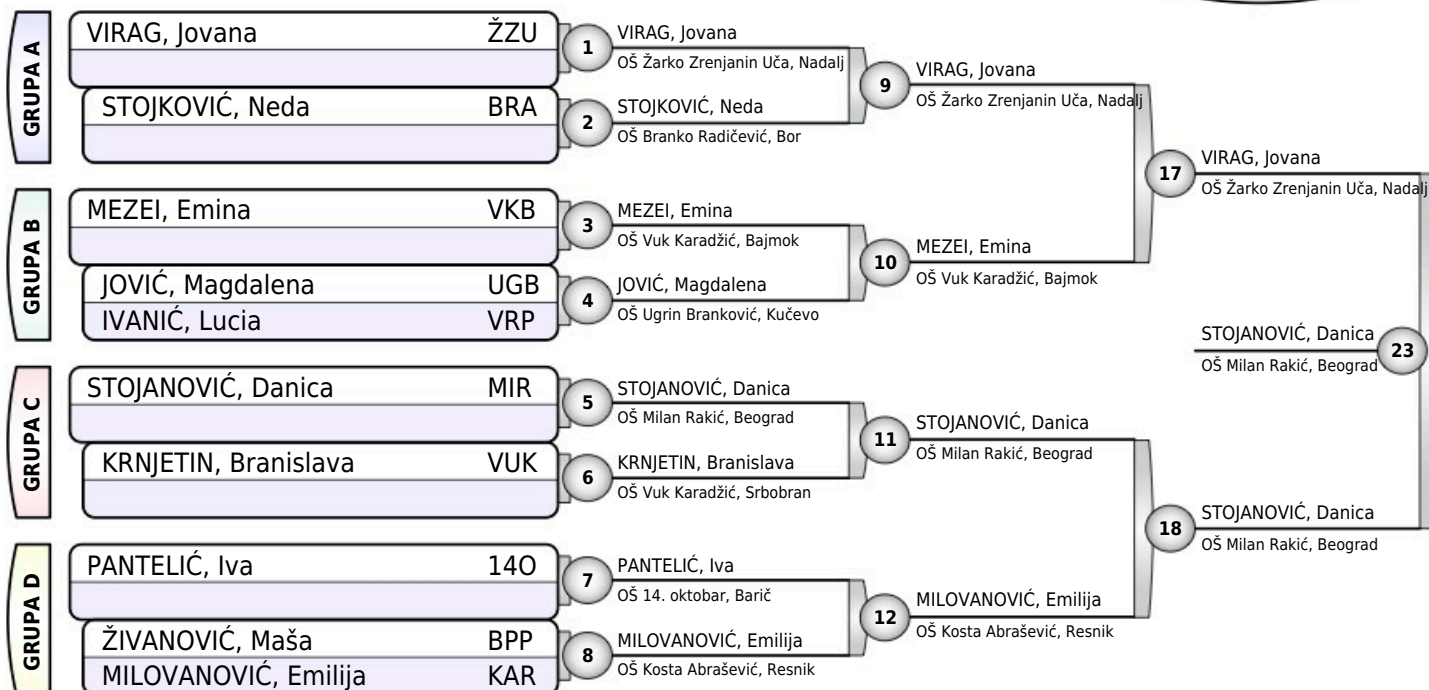 GRUPA A
VIRAG, Jovana ŽZU
STOJKOVIĆ, Neda BRA
GRUPA B
MEZEI, Emina VKB
JOVIĆ, Magdalena UGB
IVANIĆ, Lucia VRP
GRUPA C
STOJANOVIĆ, Danica MIR
KRNJETIN, Branislava VUK
GRUPA D
PANTELIĆ, Iva 14O
ŽIVANOVIĆ, Maša BPP
MILOVANOVIĆ, Emilija KAR
1
VIRAG, Jovana
OŠ Žarko Zrenjanin Uča, Nadalj
2
STOJKOVIĆ, Neda
OŠ Branko Radičević, Bor
3
MEZEI, Emina
OŠ Vuk Karadžić, Bajmok
4
JOVIĆ, Magdalena
OŠ Ugrin Branković, Kučevo
5
STOJANOVIĆ, Danica
OŠ Milan Rakić, Beograd
6
KRNJETIN, Branislava
OŠ Vuk Karadžić, Srbobran
7
PANTELIĆ, Iva
OŠ 14. oktobar, Barič
8
MILOVANOVIĆ, Emilija
OŠ Kosta Abrašević, Resnik
9
VIRAG, Jovana
OŠ Žarko Zrenjanin Uča, Nadalj
10
MEZEI, Emina
OŠ Vuk Karadžić, Bajmok
11
STOJANOVIĆ, Danica
OŠ Milan Rakić, Beograd
12
MILOVANOVIĆ, Emilija
OŠ Kosta Abrašević, Resnik
17
VIRAG, Jovana
OŠ Žarko Zrenjanin Uča, Nadalj
18
STOJANOVIĆ, Danica
OŠ Milan Rakić, Beograd
STOJANOVIĆ, Danica
OŠ Milan Rakić, Beograd
23